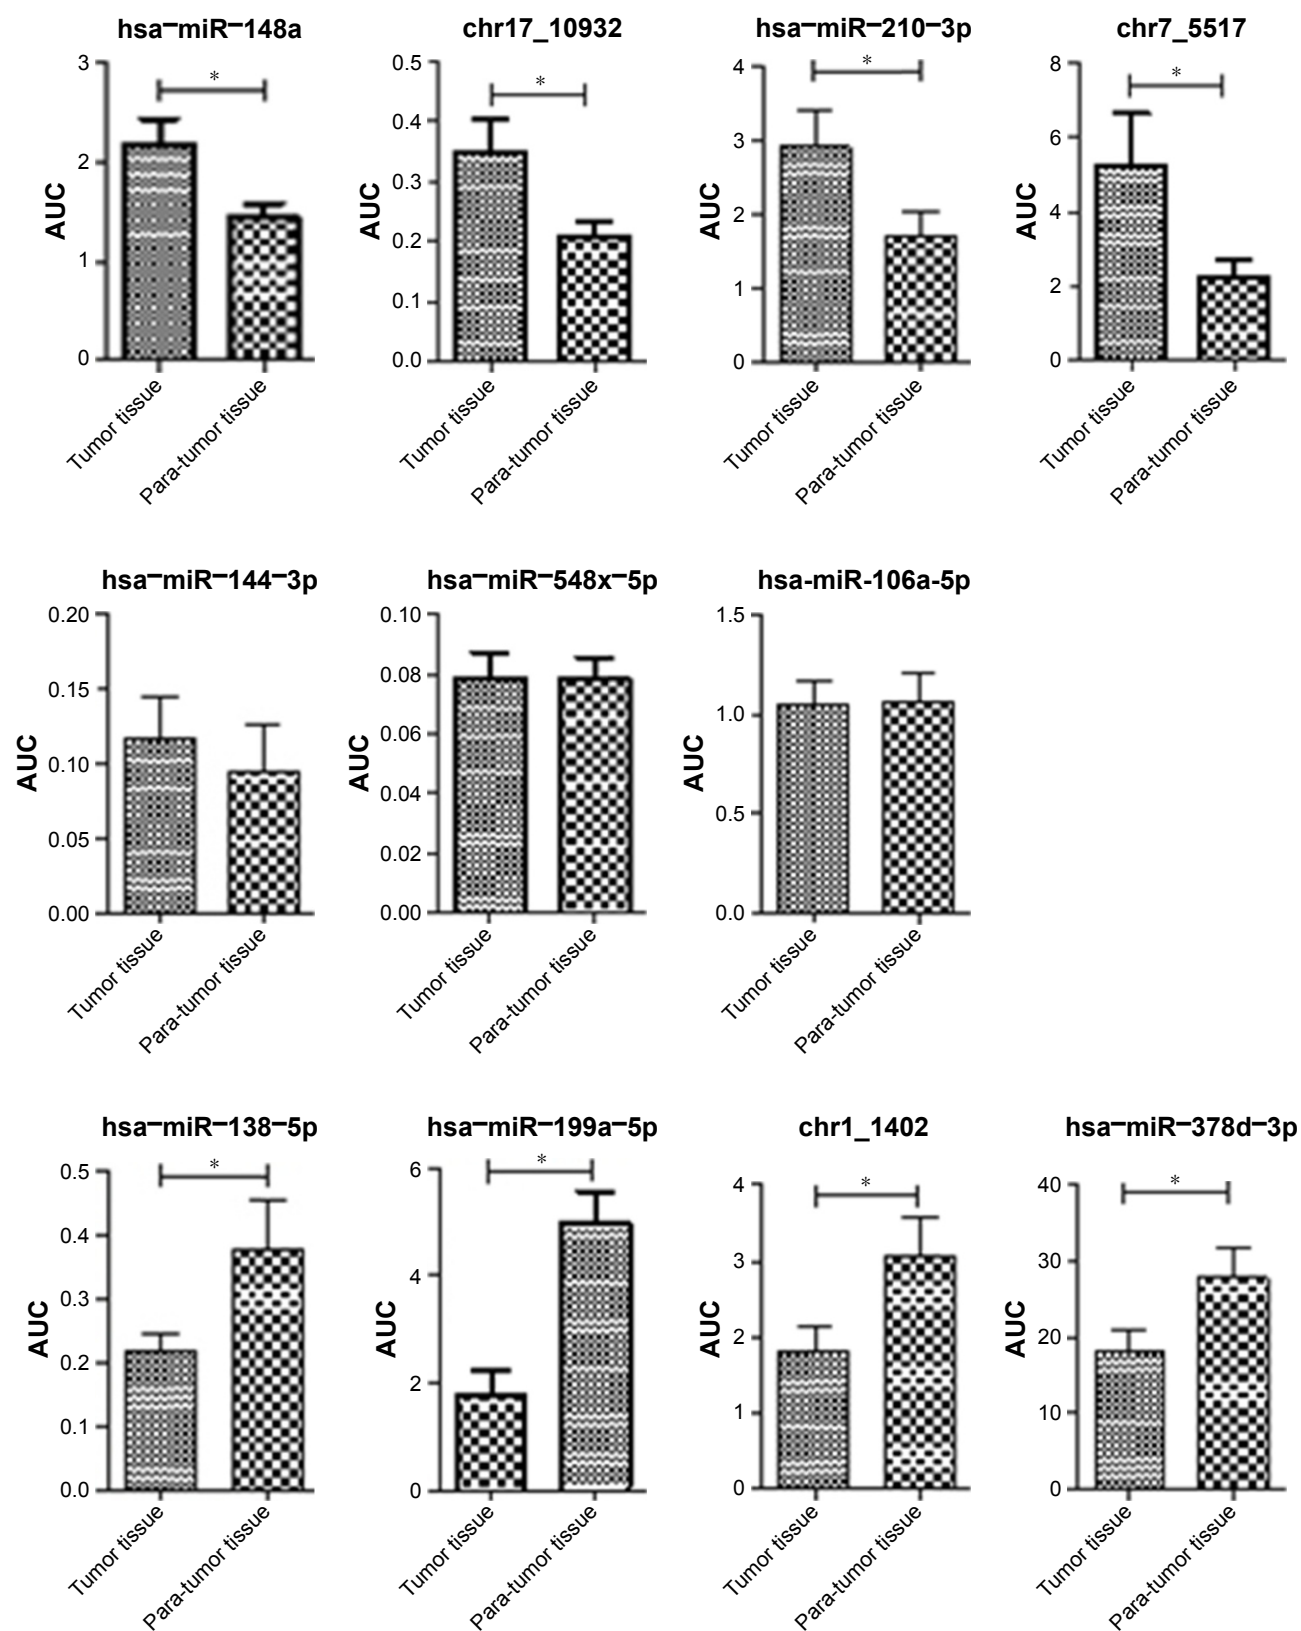 hsa-miR-148a
3
2
1
0
AUC
*
Tumor tissue
Para-tumor tissue
chr17_10932
0.5
0.4
0.3
0.2
0.1
0.0
AUC
*
Tumor tissue
Para-tumor tissue
hsa-miR-210-3p
4
3
2
1
0
AUC
*
Tumor tissue
Para-tumor tissue
chr7_5517
8
6
4
2
0
AUC
*
Tumor tissue
Para-tumor tissue
hsa-miR-144-3p
0.20
0.15
0.10
0.05
0.00
AUC
Tumor tissue
Para-tumor tissue
hsa-miR-548x-5p
0.10
0.08
0.06
0.04
0.02
0.00
AUC
Tumor tissue
Para-tumor tissue
hsa-miR-106a-5p
1.5
1.0
0.5
0.0
AUC
Tumor tissue
Para-tumor tissue
hsa-miR-138-5p
0.5
0.4
0.3
0.2
0.1
0.0
AUC
*
Tumor tissue
Para-tumor tissue
hsa-miR-199a-5p
6
4
2
0
AUC
*
Tumor tissue
Para-tumor tissue
chr1_1402
4
3
2
1
0
AUC
*
Tumor tissue
Para-tumor tissue
hsa-miR-378d-3p
40
30
20
10
0
AUC
*
Tumor tissue
Para-tumor tissue